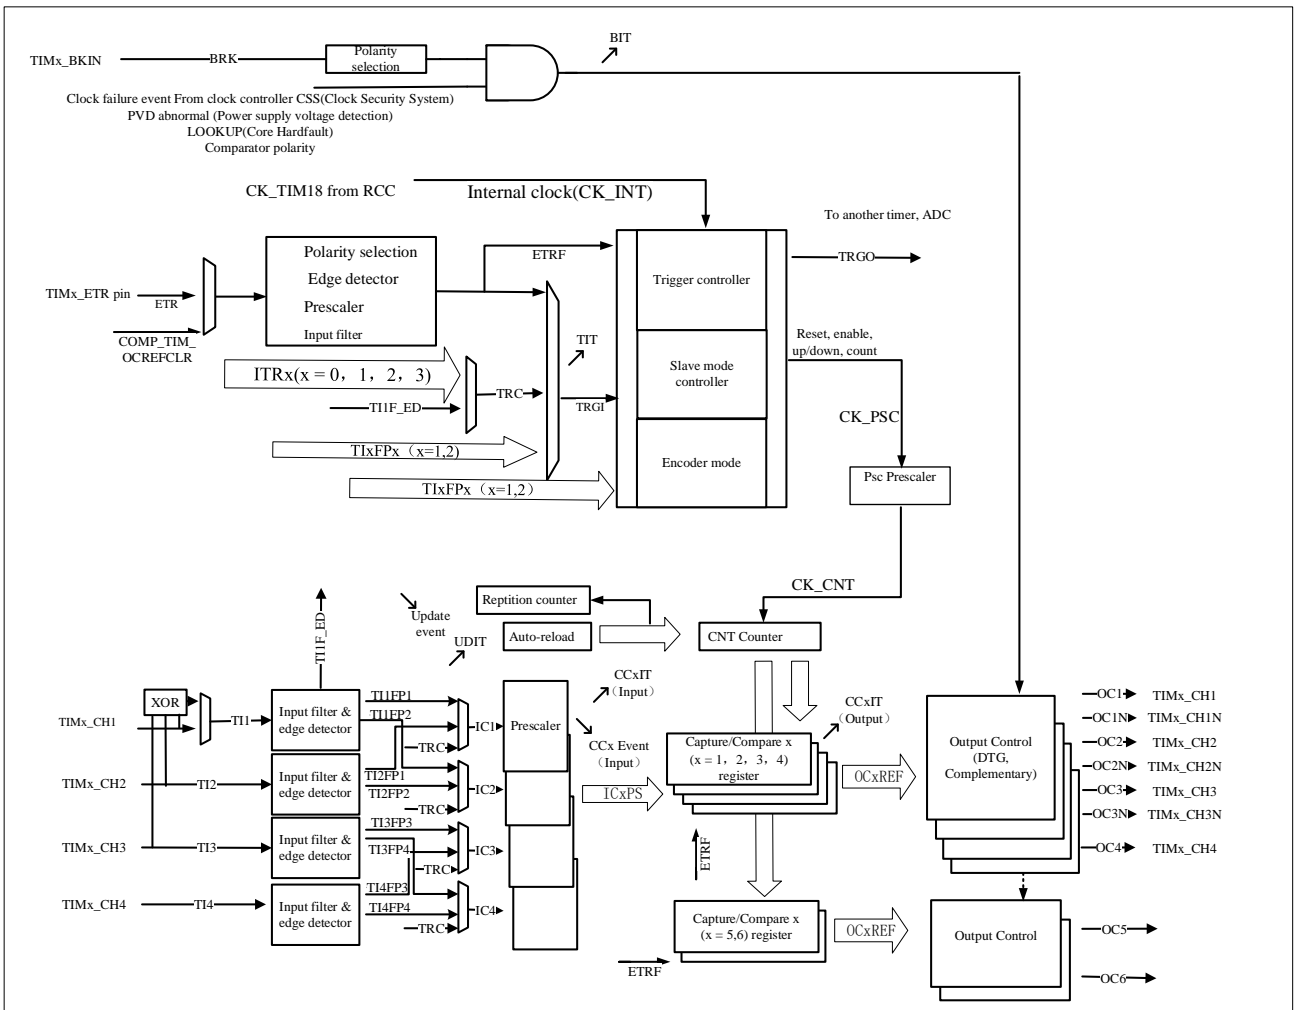 BIT
TIMx_BKIN
BRK
Polarity
selection
Clock failure event From clock controller CSS(Clock Security System)
PVD abnormal (Power supply voltage detection)
LOOKUP(Core Hardfault)
Comparator polarity
CK_TIM18 from RCC
Internal clock(CK_INT)
To another timer, ADC
TRGO
Polarity selection
Edge detector
Prescaler
Input filter
ETRF
Trigger controller
TIMx_ETR pin
ETR
COMP_TIM_
OCREFCLR
TIT
Reset, enable,
up/down, count
ITRx(x = 0, 1, 2, 3)
TRC
TRGI
Slave mode
controller
TI1F_ED
CK_PSC
TIxFPx (x=1,2)
Encoder mode
TIxFPx (x=1,2)
Psc Prescaler
CK_CNT
TI1F_ED
Update
event
UDIT
Reptition counter
Auto-reload
CNT Counter
CCxIT
(Input)
CCxIT
(Output)
CCx Event
(Input)
XOR
TIMx_CH1
TI1
Input filter &
edge detector
TI1FP1
TI1FP2
TRC
IC1
Prescaler
TIMx_CH2
TI2
Input filter &
edge detector
TI2FP1
TI2FP2
TRC
IC2
ICxPS
Capture/Compare x
(x = 1, 2, 3, 4)
register
OCxREF
Output Control
(DTG,
Complementary)
OC1
TIMx_CH1
OC1N
TIMx_CH1N
OC2
TIMx_CH2
OC2N
TIMx_CH2N
OC3
TIMx_CH3
OC3N
TIMx_CH3N
OC4
TIMx_CH4
TIMx_CH3
TI3
Input filter &
edge detector
TI3FP3
TI3FP4
TRC
IC3
ETRF
TIMx_CH4
TI4
Input filter &
edge detector
TI4FP3
TI4FP4
TRC
IC4
Capture/Compare x
(x = 5,6) register
OCxREF
Output Control
OC5
ETRF
OC6